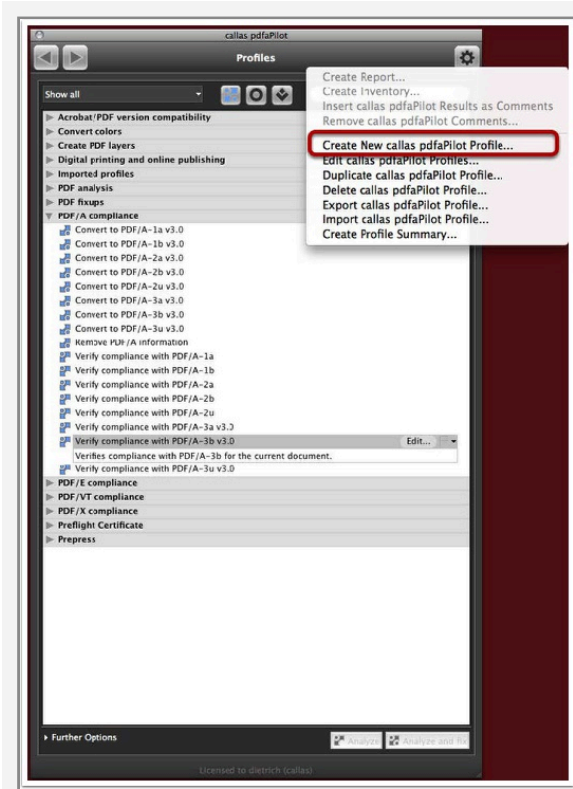 callas pdfaPilot
Profiles
Create Report...
Create Inventory...
Insert callas pdfaPilot Results as Comments
Remove callas pdfaPilot Comments...
Create New callas pdfaPilot Profile...
Edit callas pdfaPilot Profiles...
Duplicate callas pdfaPilot Profile...
Delete callas pdfaPilot Profile...
Export callas pdfaPilot Profile...
Import callas pdfaPilot Profile...
Create Profile Summary...
Show all
Acrobat/PDF version compatibility
Convert colors
Create PDF layers
Digital printing and online publishing
Imported profiles
PDF analysis
PDF fixups
PDF/A compliance
Convert to PDF/A-1a v3.0
Convert to PDF/A-1b v3.0
Convert to PDF/A-2a v3.0
Convert to PDF/A-2b v3.0
Convert to PDF/A-2u v3.0
Convert to PDF/A-3a v3.0
Convert to PDF/A-3b v3.0
Convert to PDF/A-3u v3.0
Remove PDF/A information
Verify compliance with PDF/A-1a
Verify compliance with PDF/A-1b
Verify compliance with PDF/A-2a
Verify compliance with PDF/A-2b
Verify compliance with PDF/A-2u
Verify compliance with PDF/A-3a v3.0
Verify compliance with PDF/A-3b v3.0 Edit...
Verifies compliance with PDF/A-3b for the current document.
Verify compliance with PDF/A-3u v3.0
PDF/E compliance
PDF/VT compliance
PDF/X compliance
Preflight Certificate
Prepress
Further Options
Analyze
Analyze and fix
Licensed to dietrich (callas)